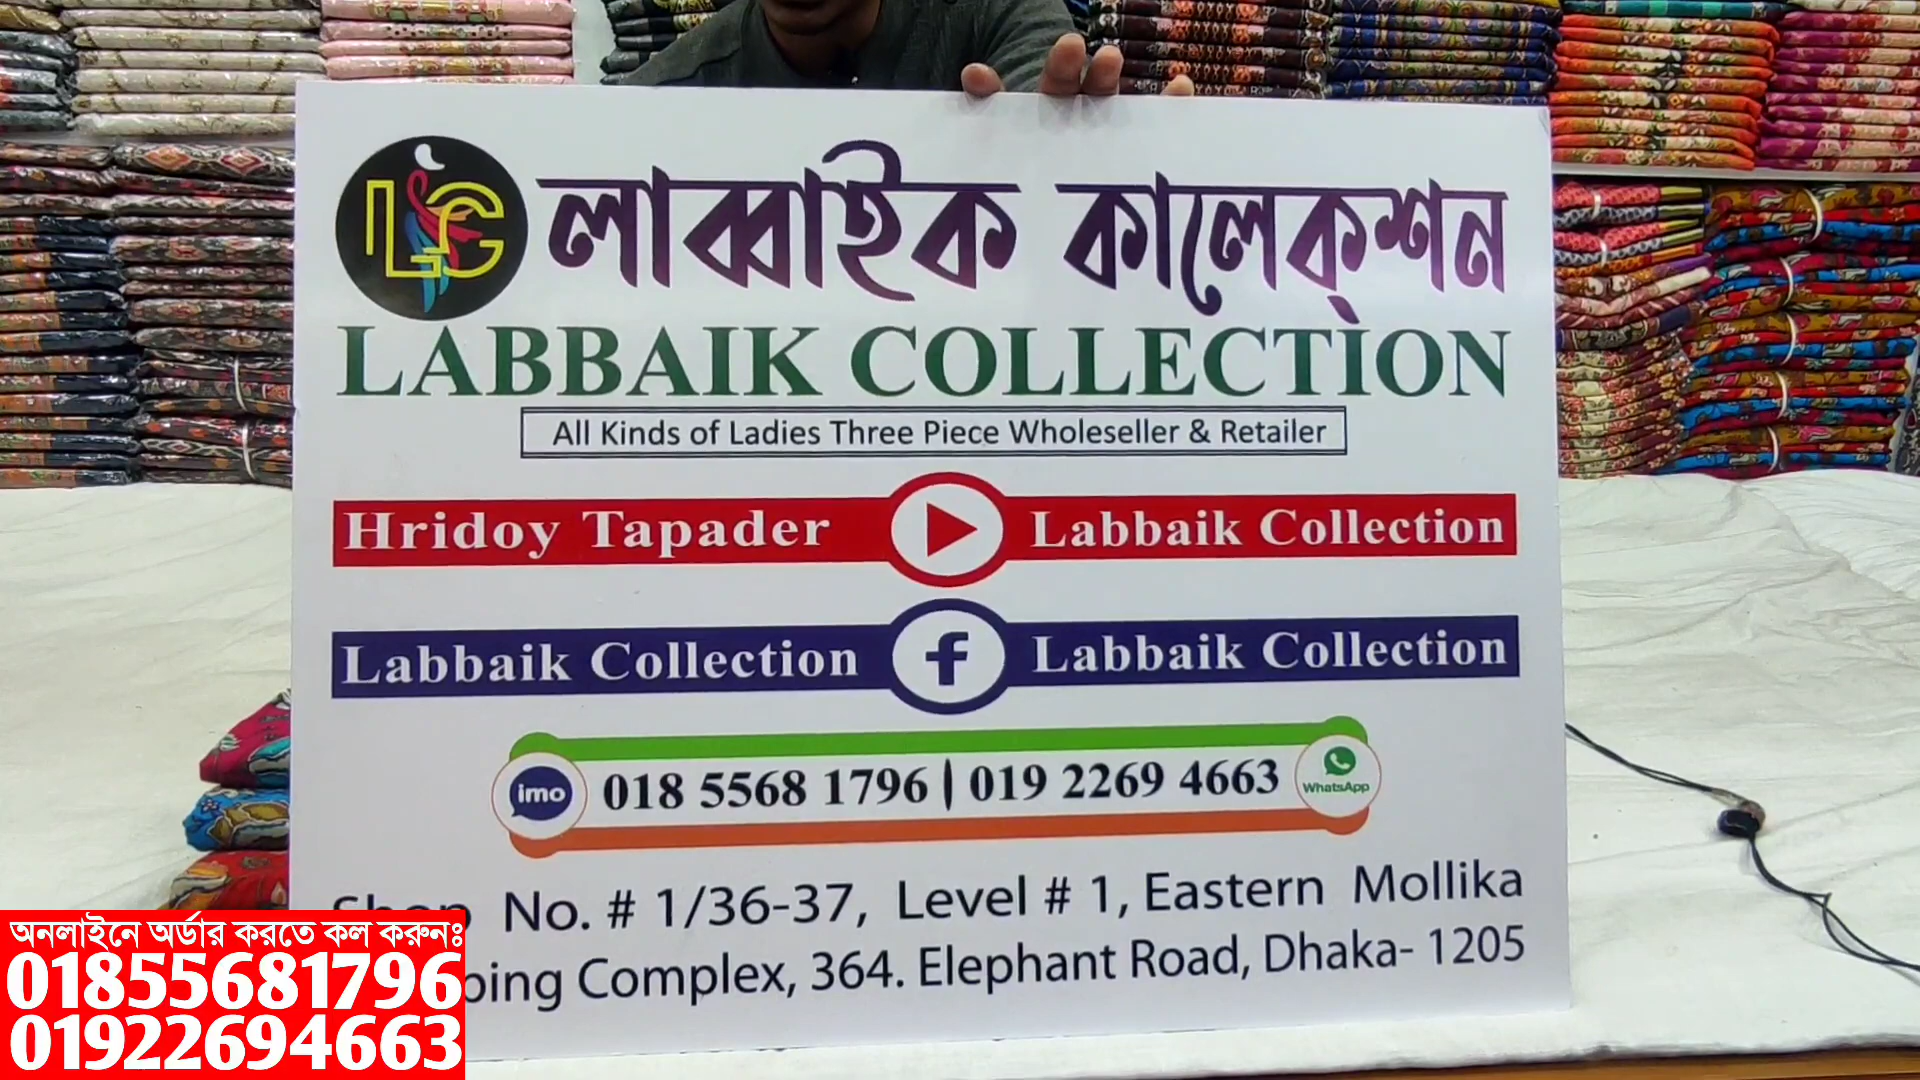 LC লাব্বাইক কালেক্শন
LABBAIK COLLECTION
All Kinds of Ladies Three Piece Wholeseller & Retailer
Hridoy Tapader Labbaik Collection
Labbaik Collection f Labbaik Collection
imo 018 5568 1796 | 019 2269 4663 WhatsApp
No. # 1/36-37, Level # 1, Eastern Mollika
Complex, 364. Elephant Road, Dhaka- 1205
অনলাইনে অর্ডার করতে কল করুনঃ
01855681796
01922694663